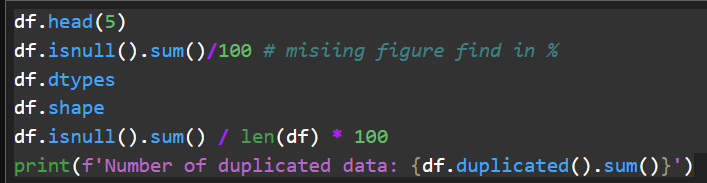 df.head(5)
df.isnull().sum()/100 # misiing figure find in %
df.dtypes
df.shape
df.isnull().sum() / len(df) * 100
print(f'Number of duplicated data: {df.duplicated().sum()}')